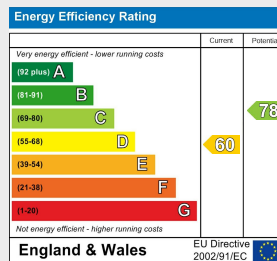 Energy Efficiency Rating
Current
Very energy efficient - lower running costs
(92 plus) A
(81-91) B
(69-80) C
78
(55-68) D
60
(39-54) E
(21-38) F
(1-20) G
Not energy efficient - higher running costs
England & Wales
EU Directive
2002/91/EC